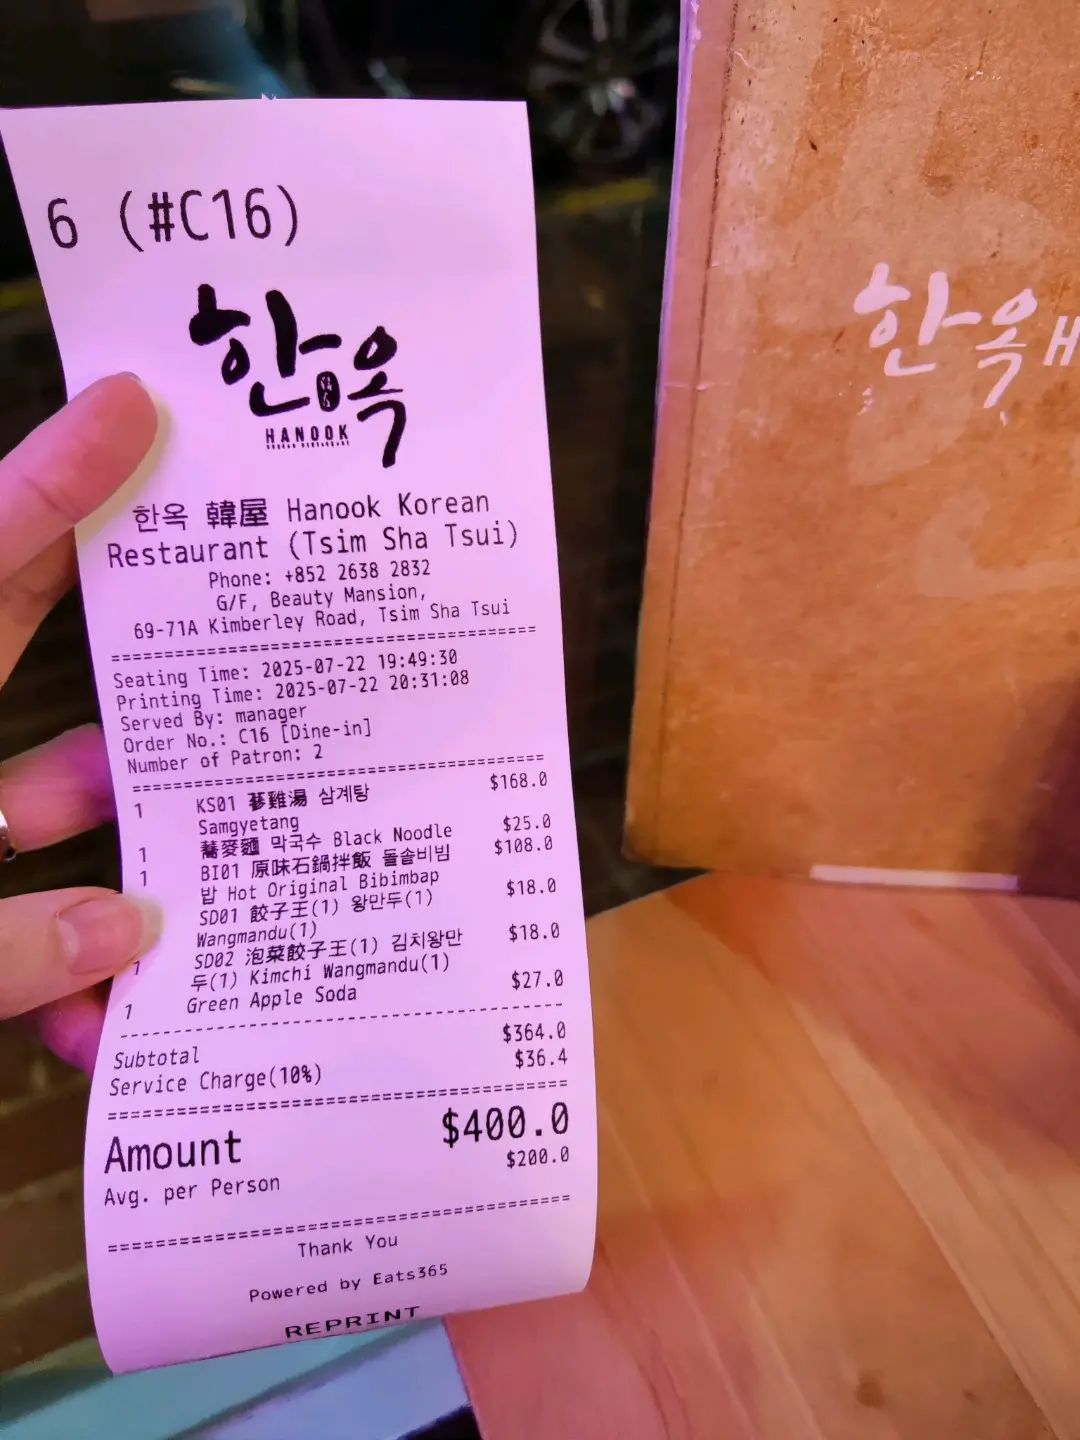 6 (#C16)
한옥
HANOOK
한옥 韓屋 Hanook Korean
Restaurant (Tsim Sha Tsui)
Phone: +852 2638 2832
G/F, Beauty Mansion,
69-71A Kimberley Road, Tsim Sha Tsui
Seating Time: 2025-07-22 19:49:30
Printing Time: 2025-07-22 20:31:08
Served By: manager
Order No.: C16 [Dine-in]
Number of Patron: 2
1 KS01 蔘雞湯 삼계탕 $168.0
Samgyetang
1 蕎麥麵 막국수 Black Noodle $25.0
1 BI01 原味石鍋拌飯 돌솥비빔 $108.0
밥 Hot Original Bibimbap
SD01 餃子王(1) 왕만두(1) $18.0
Wangmandu(1)
1 SD02 泡菜餃子王(1) 김치왕만 $18.0
두(1) Kimchi Wangmandu(1)
1 Green Apple Soda $27.0
Subtotal $364.0
Service Charge(10%) $36.4
Amount $400.0
Avg. per Person $200.0
Thank You
Powered by Eats365
REPRINT
한옥 H